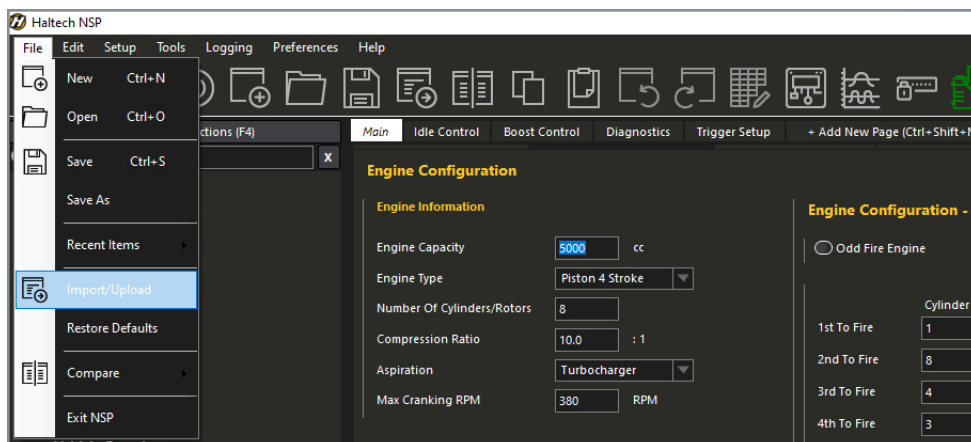 Haltech NSP
File Edit Setup Tools Logging Preferences Help
New Ctrl+N
Open Ctrl+O
Save Ctrl+S
Save As
Recent Items
Import/Upload
Restore Defaults
Compare
Exit NSP
ctions (F4)
X
Main Idle Control Boost Control Diagnostics Trigger Setup + Add New Page (Ctrl+Shift+N
Engine Configuration
Engine Information
Engine Capacity 5000 cc
Engine Type Piston 4 Stroke
Number Of Cylinders/Rotors 8
Compression Ratio 10.0 : 1
Aspiration Turbocharger
Max Cranking RPM 380 RPM
Engine Configuration -
Odd Fire Engine
Cylinder
1st To Fire 1
2nd To Fire 8
3rd To Fire 4
4th To Fire 3